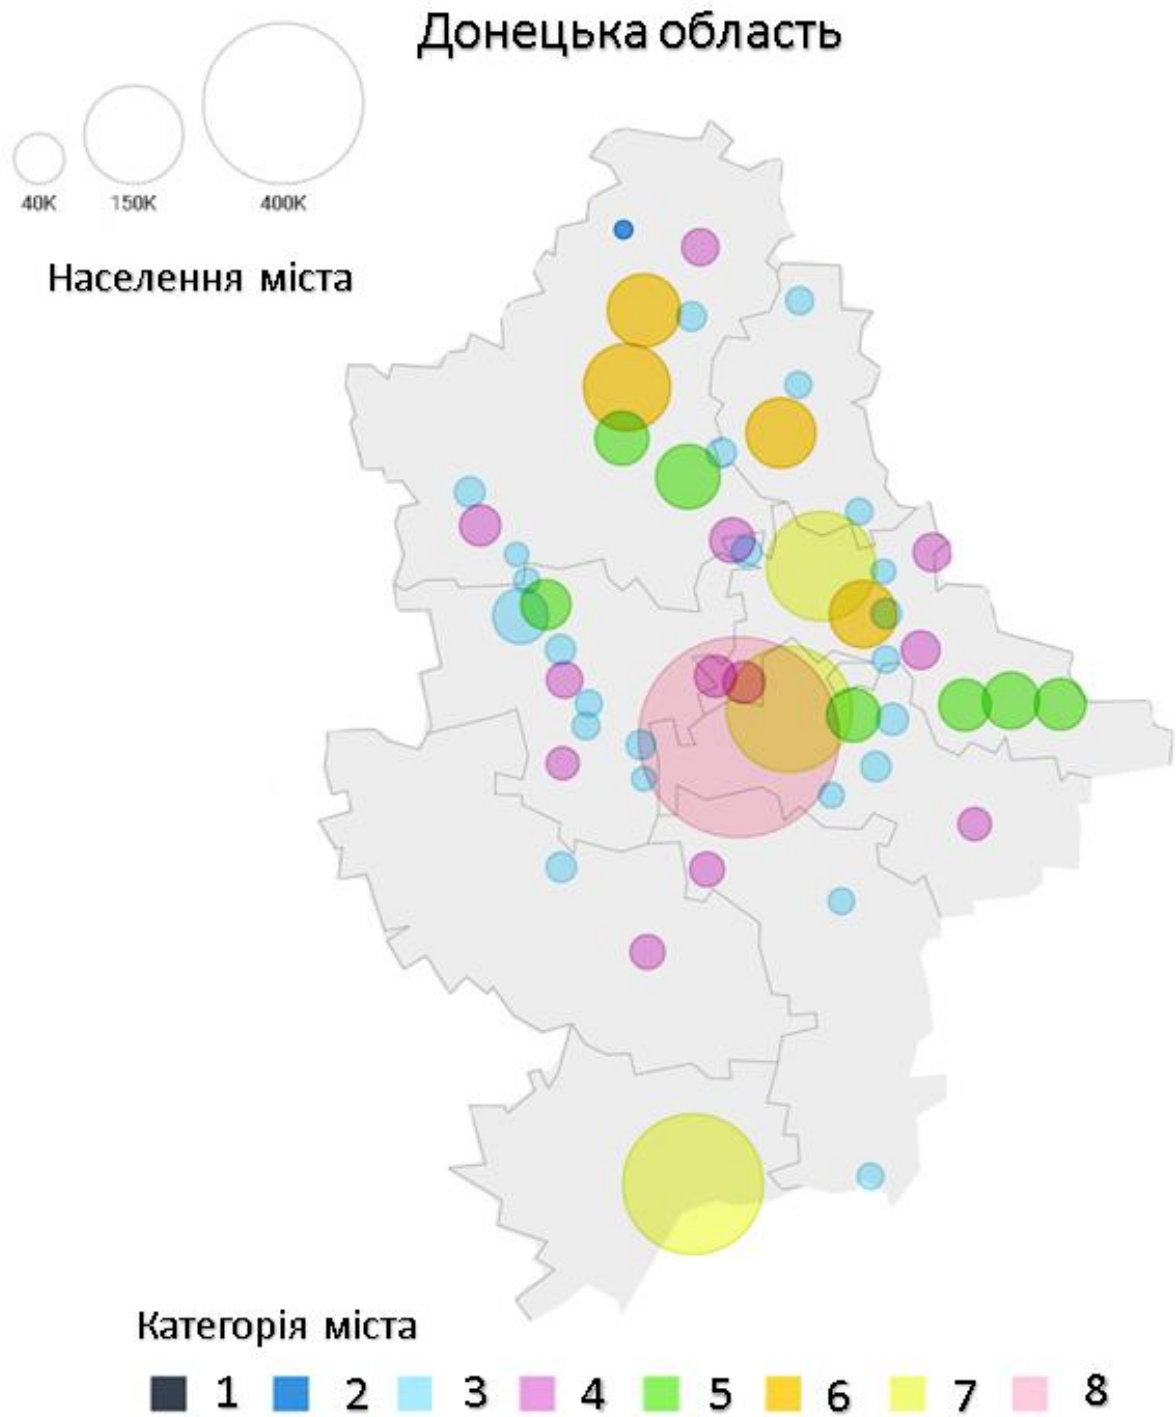 Донецька область
40K 150K 400K
Населення міста
Категорія міста
1 2 3 4 5 6 7 8